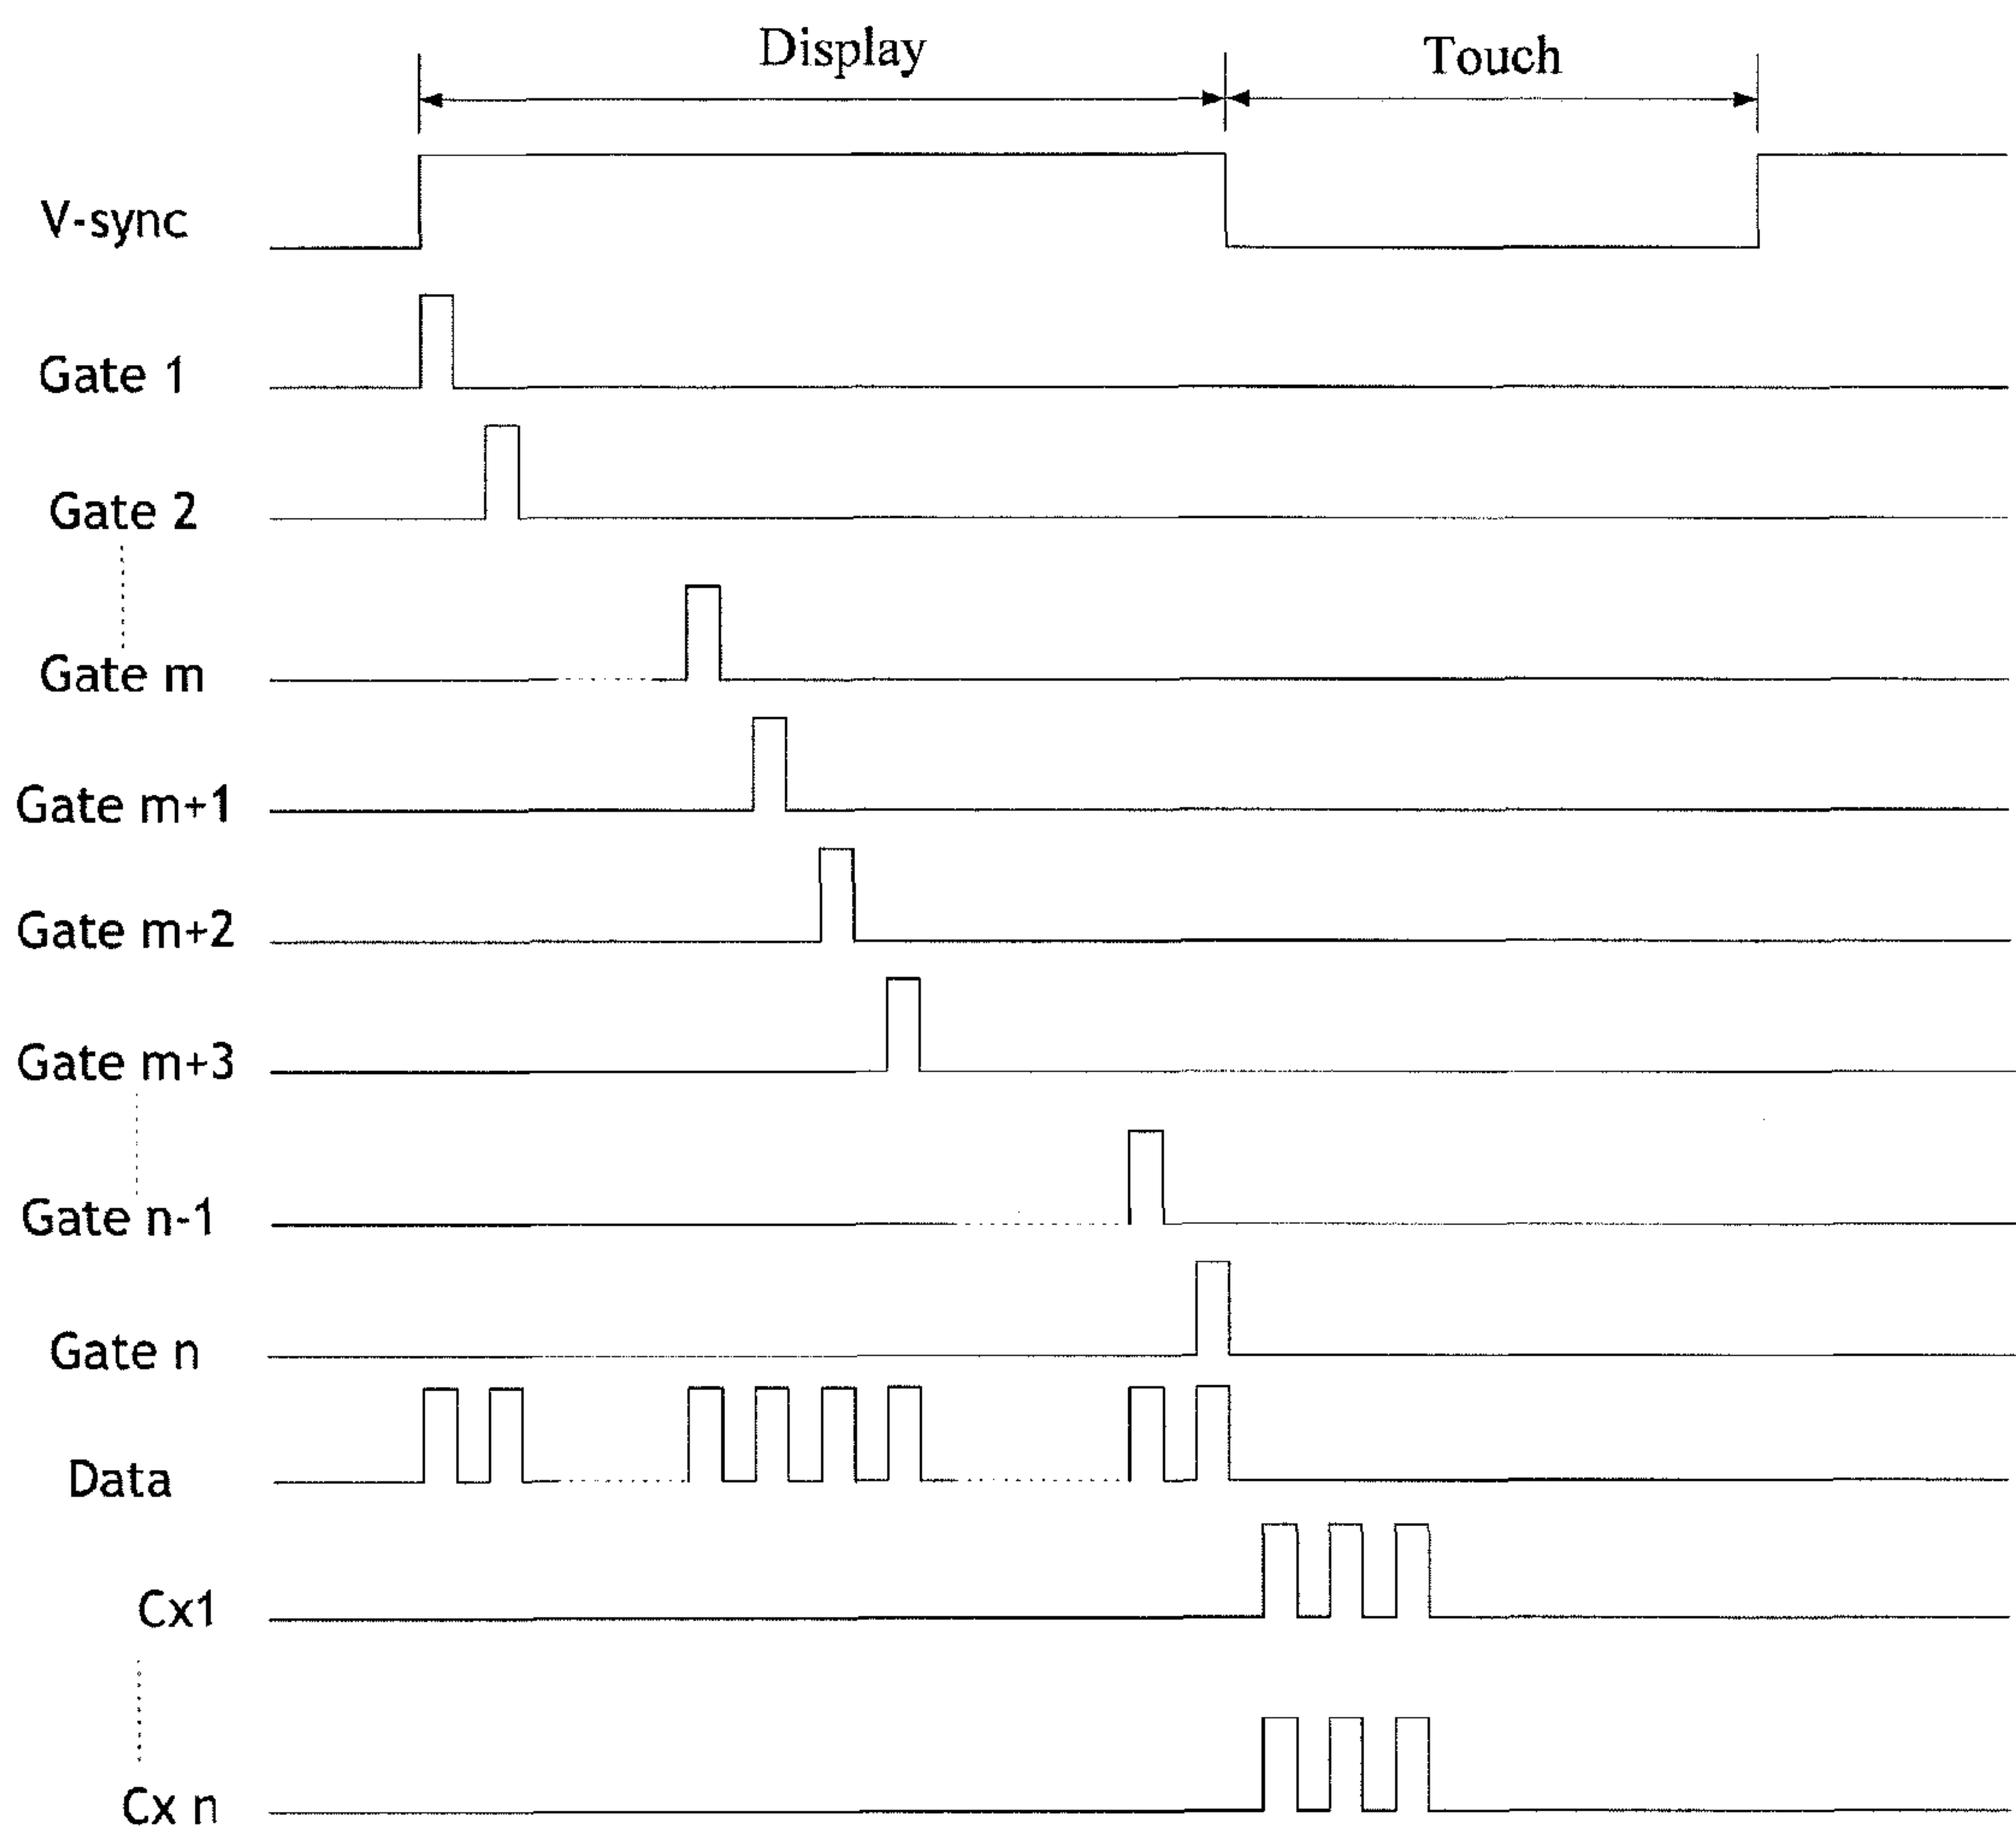 Display
Touch
V-sync
Gate 1
Gate 2
Gate m
Gate m+1
Gate m+2
Gate m+3
Gate n-1
Gate n
Data
Cx1
Cx n